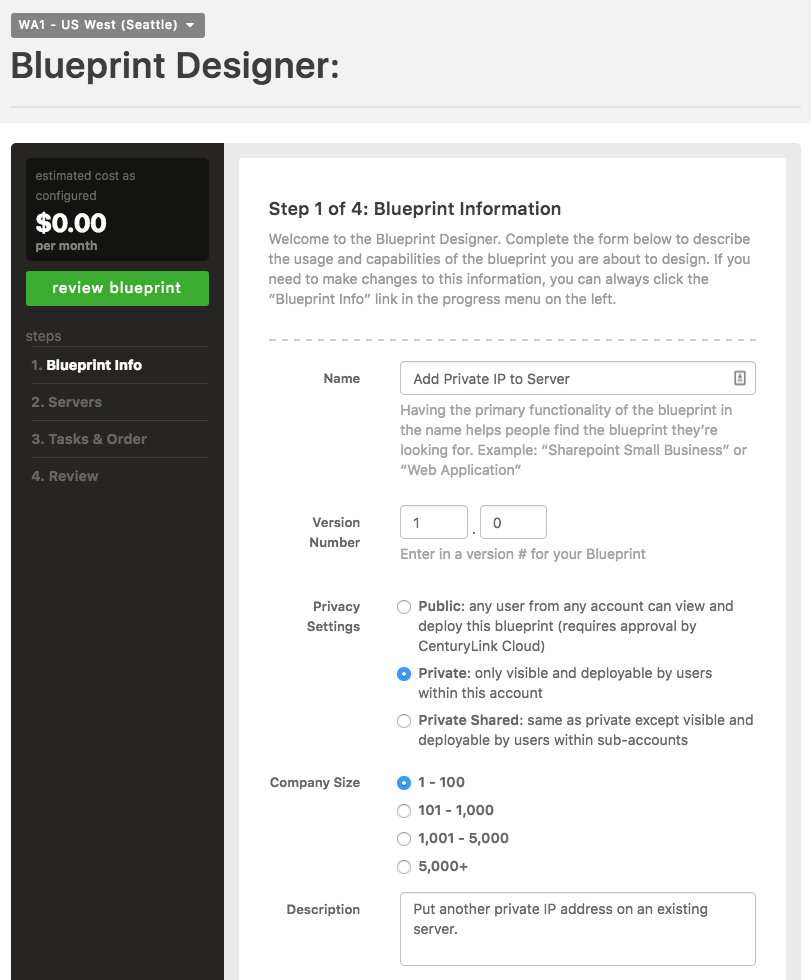 WA1 - US West (Seattle)
Blueprint Designer:
estimated cost as
configured
$0.00
per month
review blueprint
steps
1. Blueprint Info
2. Servers
3. Tasks & Order
4. Review
Step 1 of 4: Blueprint Information
Welcome to the Blueprint Designer. Complete the form below to describe
the usage and capabilities of the blueprint you are about to design. If you
need to make changes to this information, you can always click the
“Blueprint Info” link in the progress menu on the left.
Name
Add Private IP to Server
Having the primary functionality of the blueprint in
the name helps people find the blueprint they’re
looking for. Example: “Sharepoint Small Business” or
“Web Application”
Version
Number
1 . 0
Enter in a version # for your Blueprint
Privacy
Settings
Public: any user from any account can view and
deploy this blueprint (requires approval by
CenturyLink Cloud)
Private: only visible and deployable by users
within this account
Private Shared: same as private except visible and
deployable by users within sub-accounts
Company Size
1 - 100
101 - 1,000
1,001 - 5,000
5,000+
Description
Put another private IP address on an existing
server.